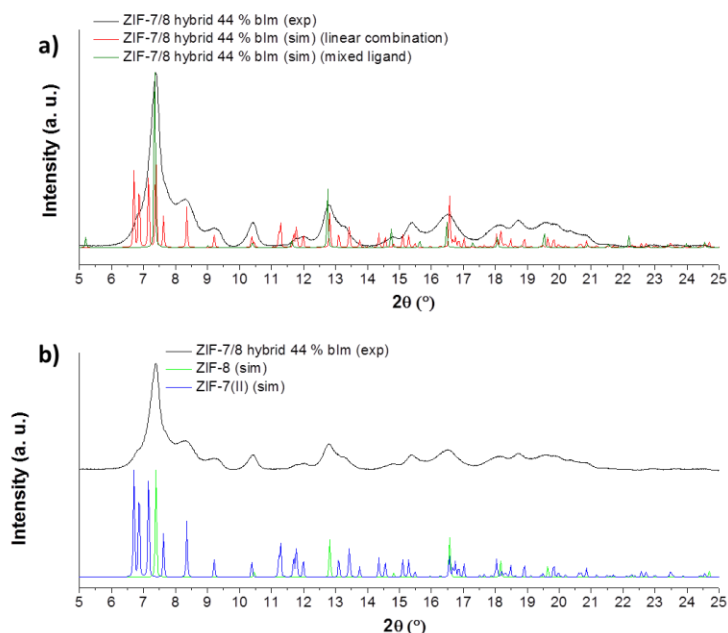 a)
ZIF-7/8 hybrid 44 % bIm (exp)
ZIF-7/8 hybrid 44 % bIm (sim) (linear combination)
ZIF-7/8 hybrid 44 % bIm (sim) (mixed ligand)
Intensity (a. u.)
5 6 7 8 9 10 11 12 13 14 15 16 17 18 19 20 21 22 23 24 25
2θ (°)
b)
ZIF-7/8 hybrid 44 % bIm (exp)
ZIF-8 (sim)
ZIF-7(II) (sim)
Intensity (a. u.)
5 6 7 8 9 10 11 12 13 14 15 16 17 18 19 20 21 22 23 24 25
2θ (°)